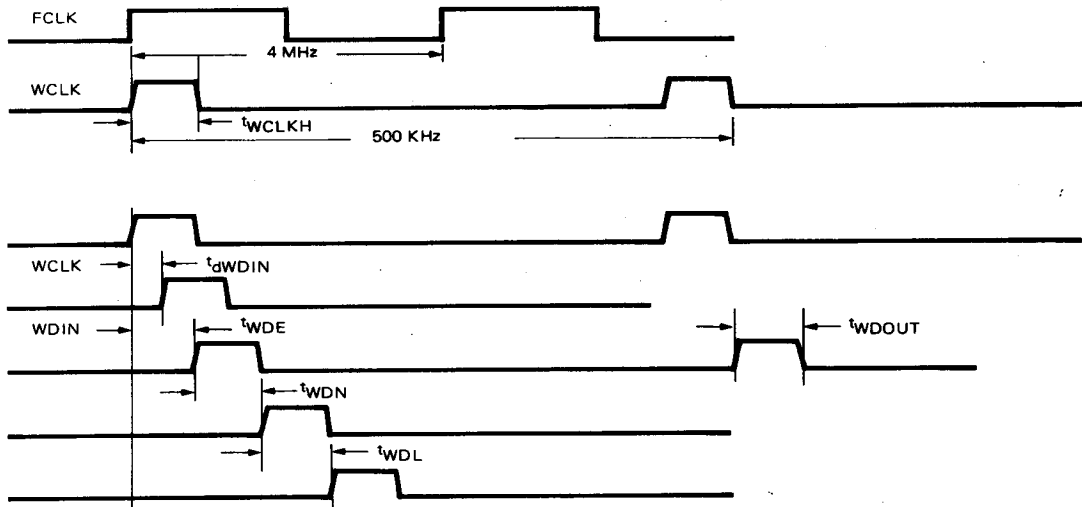 FCLK
4 MHz
WCLK
tWCLKH
500 KHz
WCLK
tdWDIN
WDIN
tWDE
tWDOUT
tWDN
tWDL